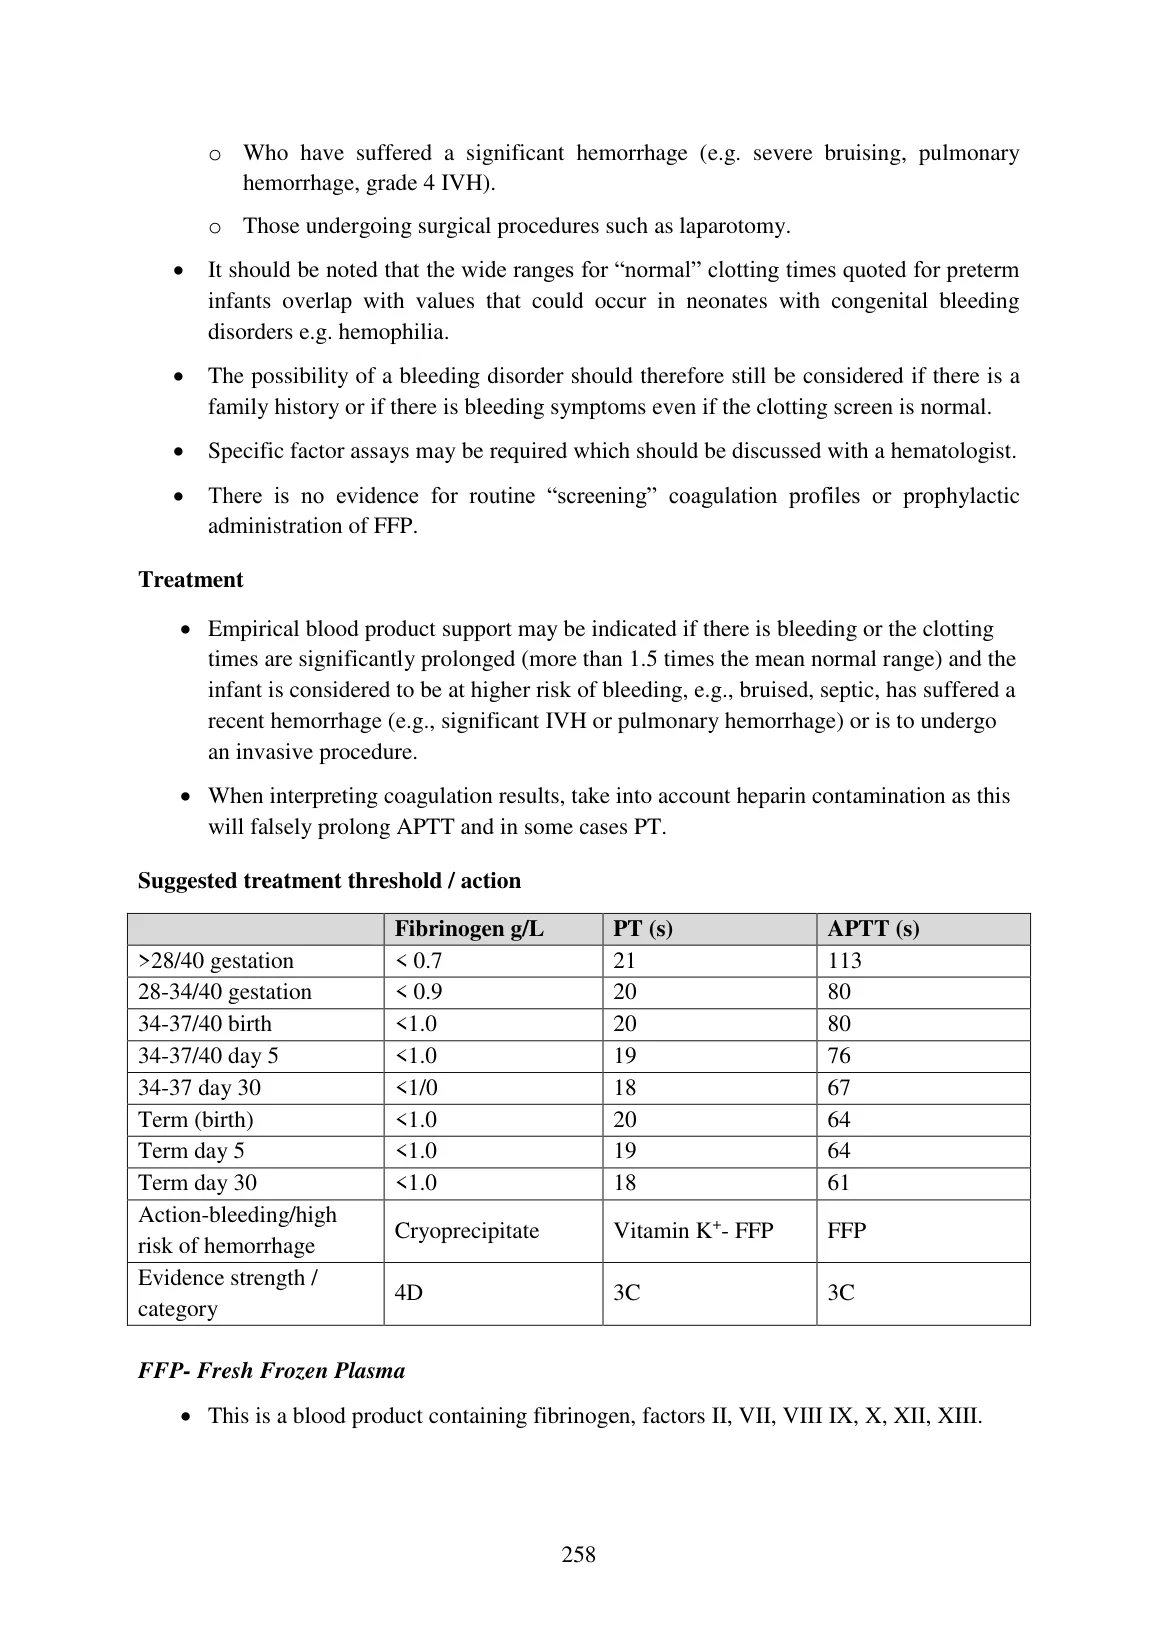 o Who have suffered a significant hemorrhage (e.g. severe bruising, pulmonary
hemorrhage, grade 4 IVH).
o Those undergoing surgical procedures such as laparotomy.
• It should be noted that the wide ranges for “normal” clotting times quoted for preterm
infants overlap with values that could occur in neonates with congenital bleeding
disorders e.g. hemophilia.
• The possibility of a bleeding disorder should therefore still be considered if there is a
family history or if there is bleeding symptoms even if the clotting screen is normal.
• Specific factor assays may be required which should be discussed with a hematologist.
• There is no evidence for routine “screening” coagulation profiles or prophylactic
administration of FFP.
Treatment
• Empirical blood product support may be indicated if there is bleeding or the clotting
times are significantly prolonged (more than 1.5 times the mean normal range) and the
infant is considered to be at higher risk of bleeding, e.g., bruised, septic, has suffered a
recent hemorrhage (e.g., significant IVH or pulmonary hemorrhage) or is to undergo
an invasive procedure.
• When interpreting coagulation results, take into account heparin contamination as this
will falsely prolong APTT and in some cases PT.
Suggested treatment threshold / action
Fibrinogen g/L PT (s) APTT (s)
>28/40 gestation < 0.7 21 113
28-34/40 gestation < 0.9 20 80
34-37/40 birth <1.0 20 80
34-37/40 day 5 <1.0 19 76
34-37 day 30 <1/0 18 67
Term (birth) <1.0 20 64
Term day 5 <1.0 19 64
Term day 30 <1.0 18 61
Action-bleeding/high
risk of hemorrhage Cryoprecipitate Vitamin K⁺- FFP FFP
Evidence strength /
category 4D 3C 3C
FFP- Fresh Frozen Plasma
• This is a blood product containing fibrinogen, factors II, VII, VIII IX, X, XII, XIII.
258